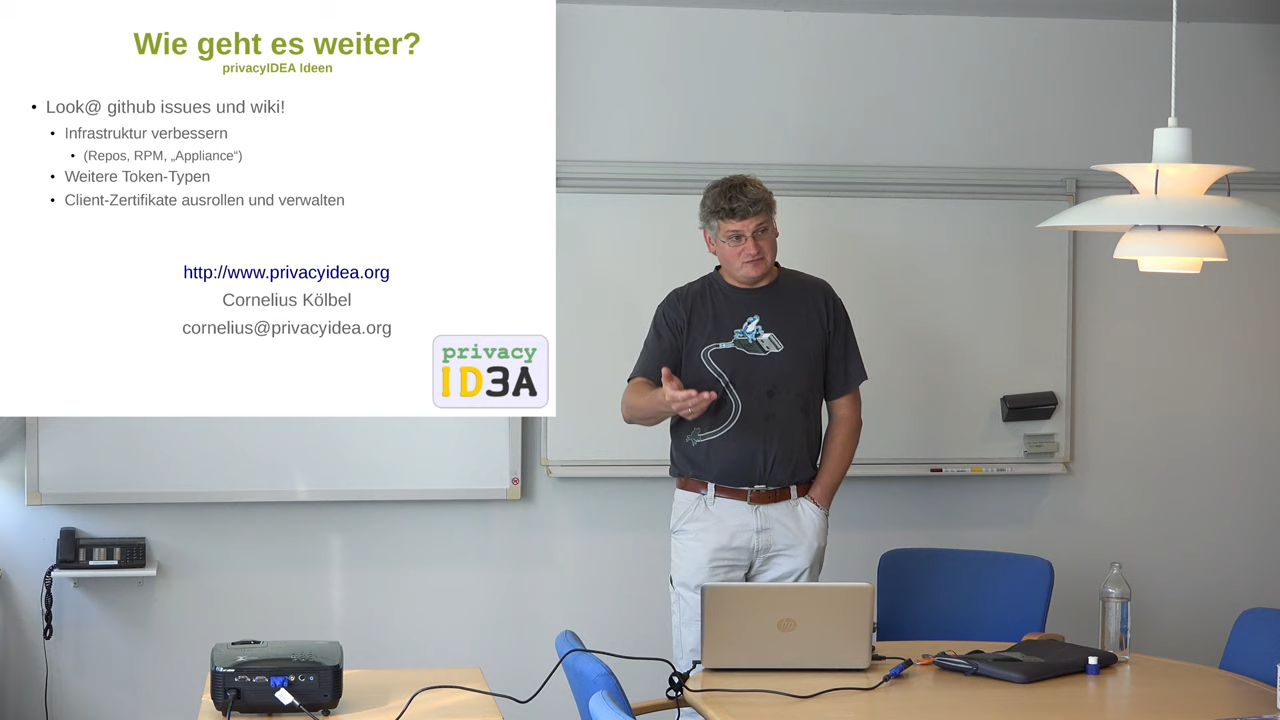 Wie geht es weiter?
privacyIDEA Ideen
Look@ github issues und wiki!
Infrastruktur verbessern
(Repos, RPM, „Appliance“)
Weitere Token-Typen
Client-Zertifikate ausrollen und verwalten
http://www.privacyidea.org
Cornelius Kölbel
cornelius@privacyidea.org
privacy
ID3A
hp